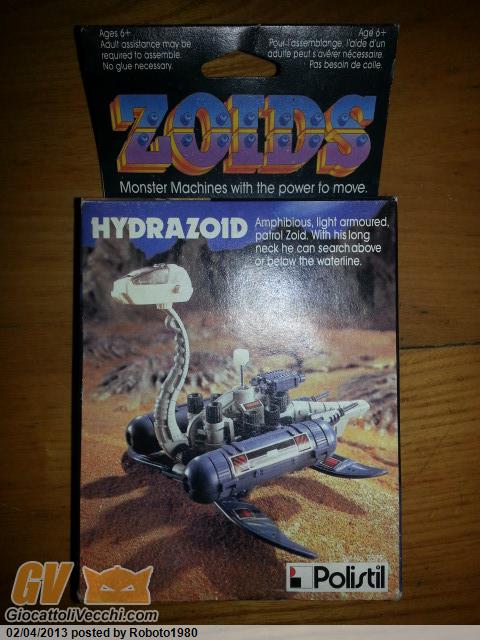 Ages 6+
Adult assistance may be
required to assemble.
No glue necessary.
Age 6+
Pour l'assemblange, l'aide d'un
adulte peut s'avérer nécessaire.
Pas besoin de colle.
ZOIDS
Monster Machines with the power to move.
HYDRAZOID
Amphibious, light armoured,
patrol Zoid. With his long
neck he can search above
or below the waterline.
Polistil
GV
GiocattoliVecchi.com
02/04/2013 posted by Roboto1980